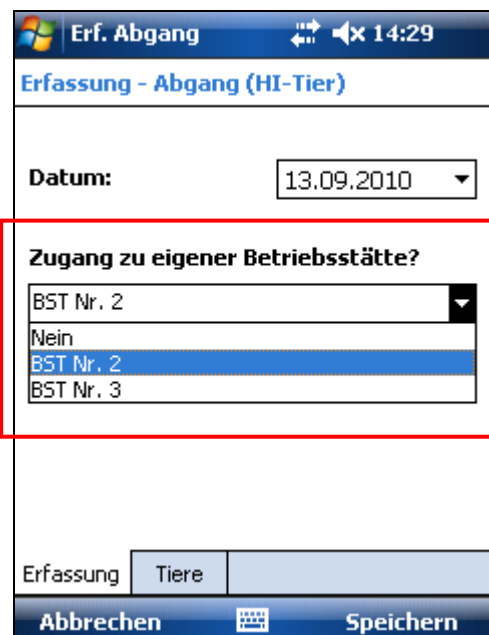 Erf. Abgang 14:29
Erfassung - Abgang (HI-Tier)
Datum: 13.09.2010
Zugang zu eigener Betriebsstätte?
BST Nr. 2
Nein
BST Nr. 2
BST Nr. 3
Erfassung Tiere
Abbrechen Speichern